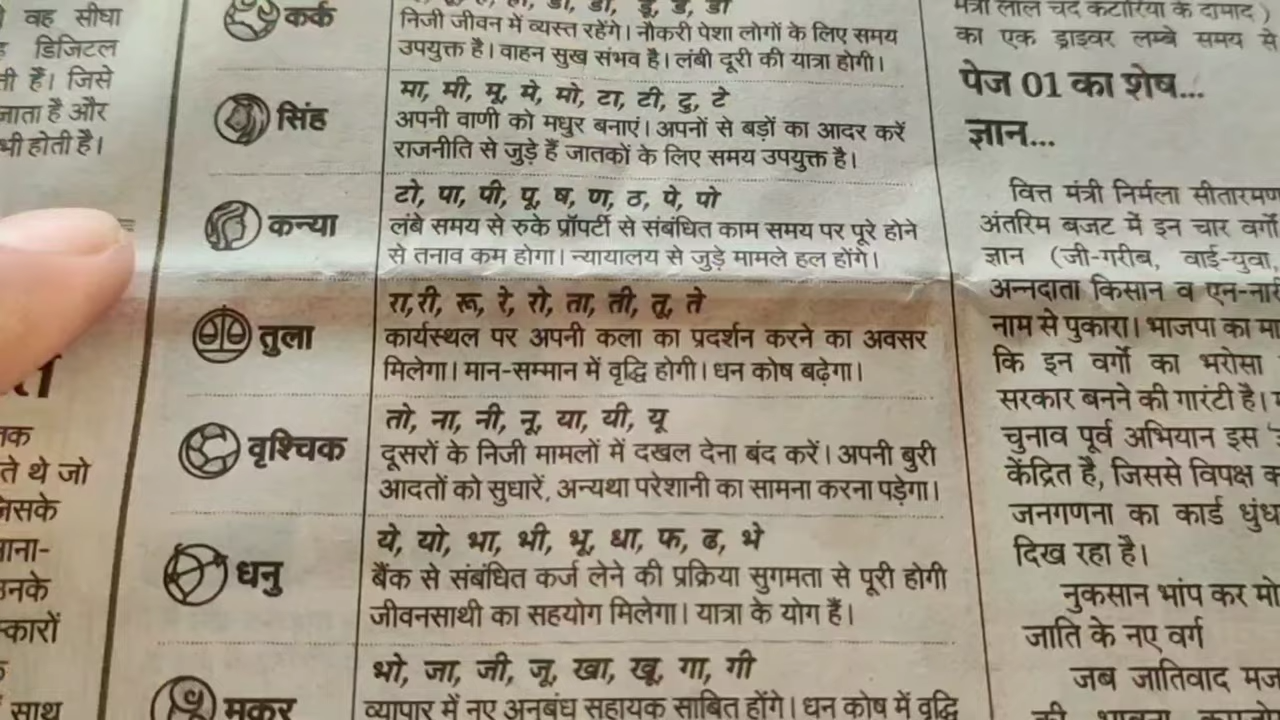 वह सीधा
डिजिटल
ती हैं। जिसे
जाता है और
भी होती है।
तक
ते थे जो
जिसके
उनके
स्कारों
साथ
कर्क
निजी जीवन में व्यस्त रहेंगे। नौकरी पेशा लोगों के लिए समय
उपयुक्त है। वाहन सुख संभव है। लंबी दूरी की यात्रा होगी।
सिंह
मा, मी, मू, मे, मो, टा, टी, टु, टे
अपनी वाणी को मधुर बनाएं। अपनों से बड़ों का आदर करें
राजनीति से जुड़े हैं जातकों के लिए समय उपयुक्त है।
कन्या
टो, पा, पी, पू, ष, ण, ठ, पे, पो
लंबे समय से रुके प्रॉपर्टी से संबंधित काम समय पर पूरे होने
से तनाव कम होगा। न्यायालय से जुड़े मामले हल होंगे।
तुला
रा,री, रू, रे, रो, ता, ती, तू, ते
कार्यस्थल पर अपनी कला का प्रदर्शन करने का अवसर
मिलेगा। मान-सम्मान में वृद्धि होगी। धन कोष बढ़ेगा।
वृश्चिक
तो, ना, नी, नू, या, यी, यू
दूसरों के निजी मामलों में दखल देना बंद करें। अपनी बुरी
आदतों को सुधारें, अन्यथा परेशानी का सामना करना पड़ेगा।
धनु
ये, यो, भा, भी, भू, धा, फ, ढ, भे
बैंक से संबंधित कर्ज लेने की प्रक्रिया सुगमता से पूरी होगी
जीवनसाथी का सहयोग मिलेगा। यात्रा के योग हैं।
मकर
भो, जा, जी, जू, खा, खू, गा, गी
व्यापार में नए अनुबंध सहायक साबित होंगे। धन कोष में वृद्धि
मंत्री लाल चंद कटारिया के दामाद)
का एक ड्राइवर लम्बे समय से
पेज 01 का शेष...
ज्ञान...
वित्त मंत्री निर्मला सीतारमण
अंतरिम बजट में इन चार वर्गों
ज्ञान (जी-गरीब, वाई-युवा,
अन्नदाता किसान व एन-नारी
नाम से पुकारा। भाजपा का मा
कि इन वर्गों का भरोसा
सरकार बनने की गारंटी है।
चुनाव पूर्व अभियान इस
केंद्रित है, जिससे विपक्ष क
जनगणना का कार्ड धुंध
दिख रहा है।
नुकसान भांप कर मो
जाति के नए वर्ग
जब जातिवाद मज
की भावना